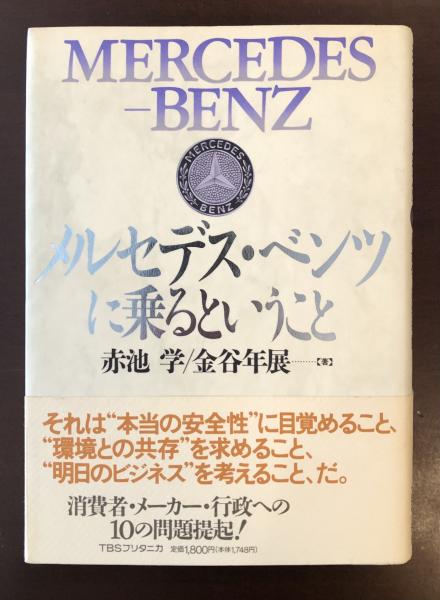 MERCEDES
-BENZ
MERCEDES
BENZ
メルセデス・ベンツ
に乗るということ
赤池 学/金谷年展………【著】
それは“本当の安全性”に目覚めること、
“環境との共存”を求めること、
“明日のビジネス”を考えること、だ。
消費者・メーカー・行政への
10の問題提起!
TBSブリタニカ 定価1,800円(本体1,748円)